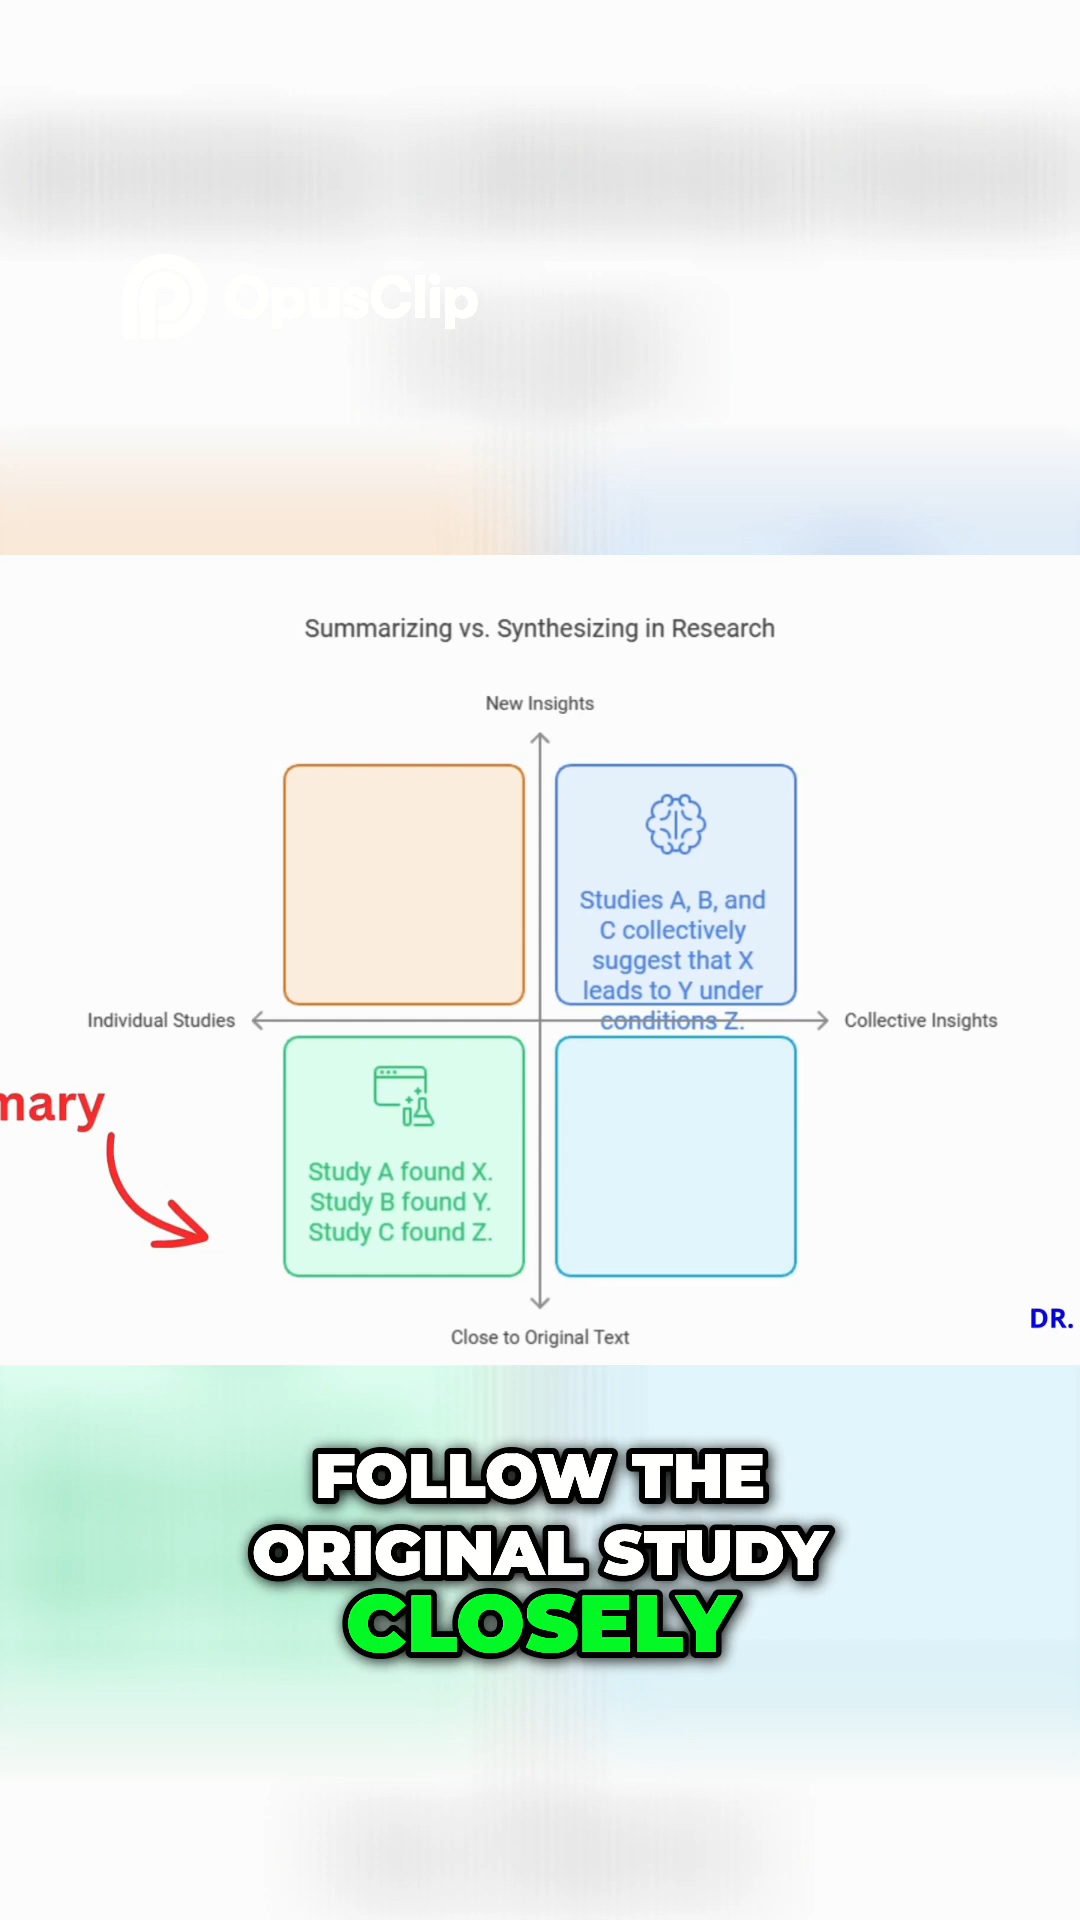 OpusClip
Summarizing vs. Synthesizing in Research
New Insights
Studies A, B, and
C collectively
suggest that X
leads to Y under
conditions Z.
Individual Studies
Collective Insights
mary
Study A found X.
Study B found Y.
Study C found Z.
DR.
Close to Original Text
FOLLOW THE
ORIGINAL STUDY
CLOSELY